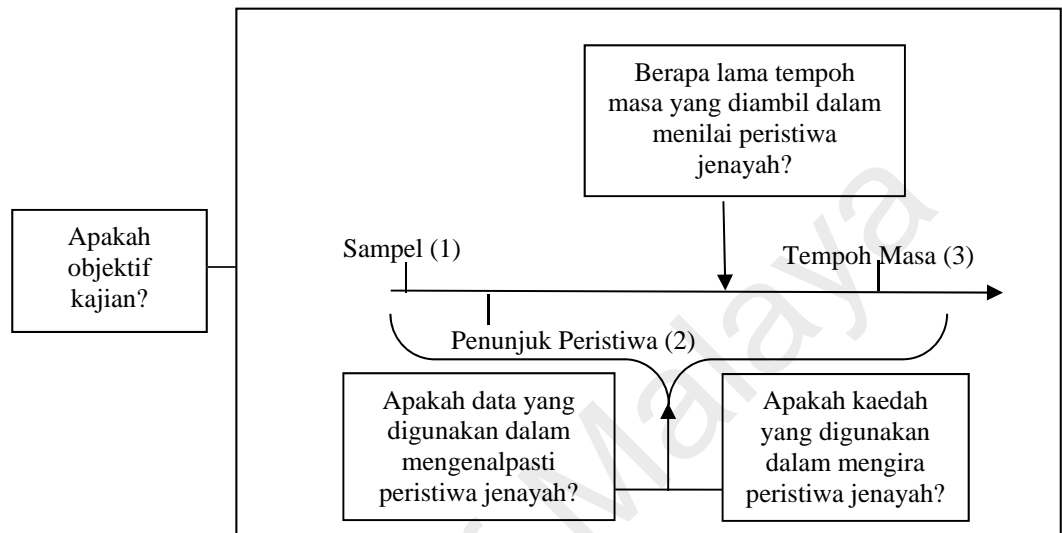 Berapa lama tempoh
masa yang diambil dalam
menilai peristiwa
jenayah?
Apakah
objektif
kajian?
Sampel (1)
Tempoh Masa (3)
Penunjuk Peristiwa (2)
Apakah data yang
digunakan dalam
mengenalpasti
peristiwa jenayah?
Apakah kaedah
yang digunakan
dalam mengira
peristiwa jenayah?
Malaya